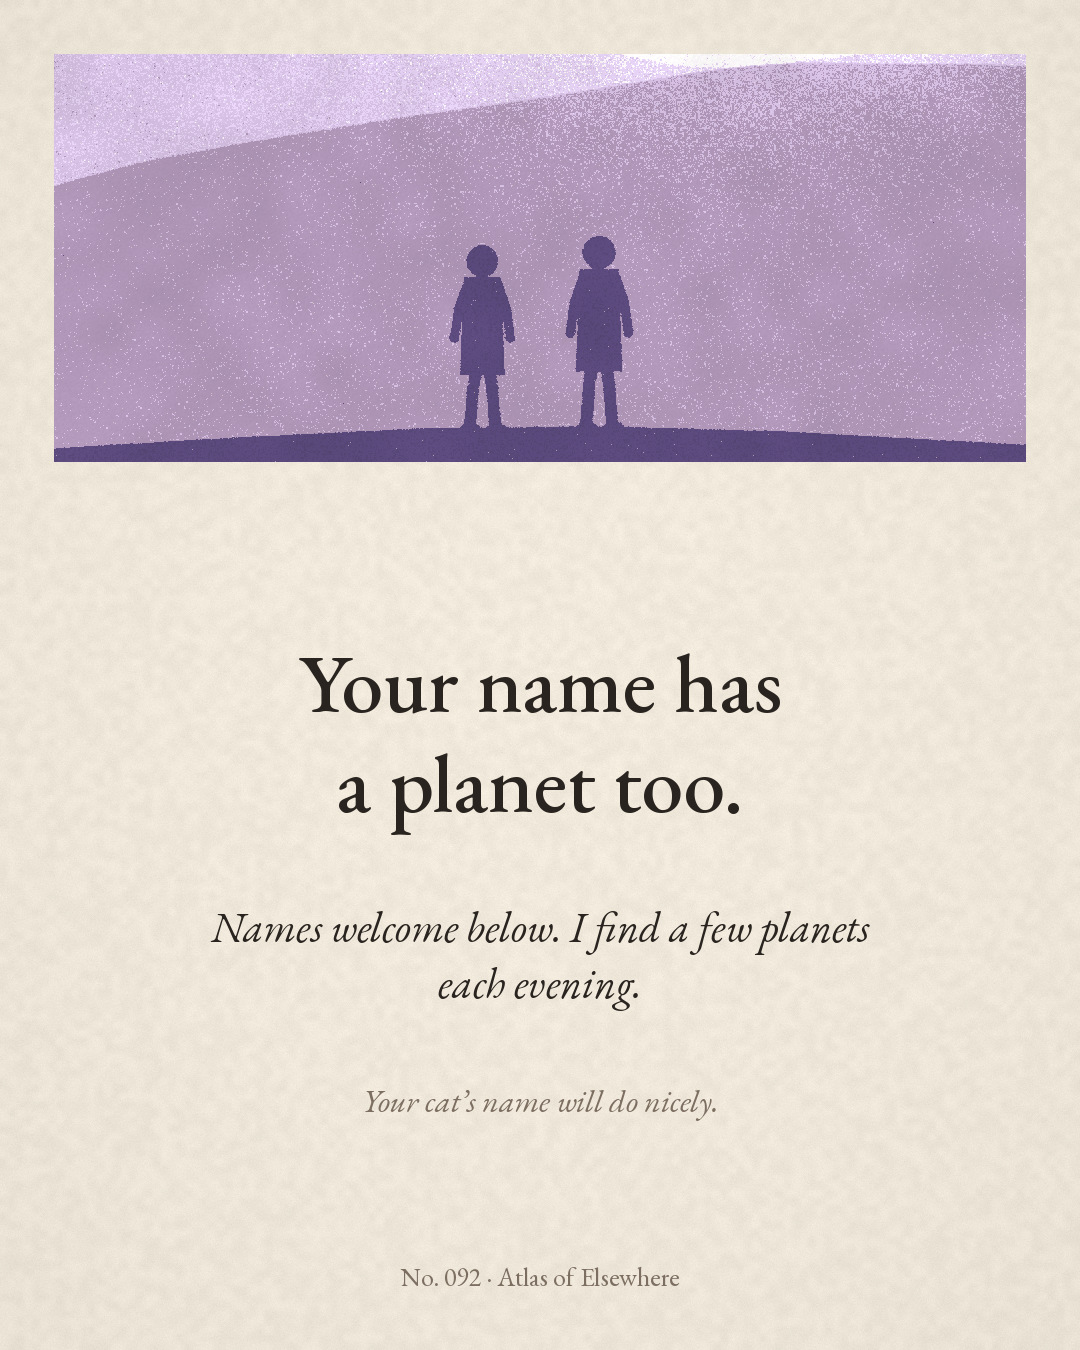 Your name has
a planet too.
Names welcome below. I find a few planets
each evening.
Your cat’s name will do nicely.
No. 092 · Atlas of Elsewhere